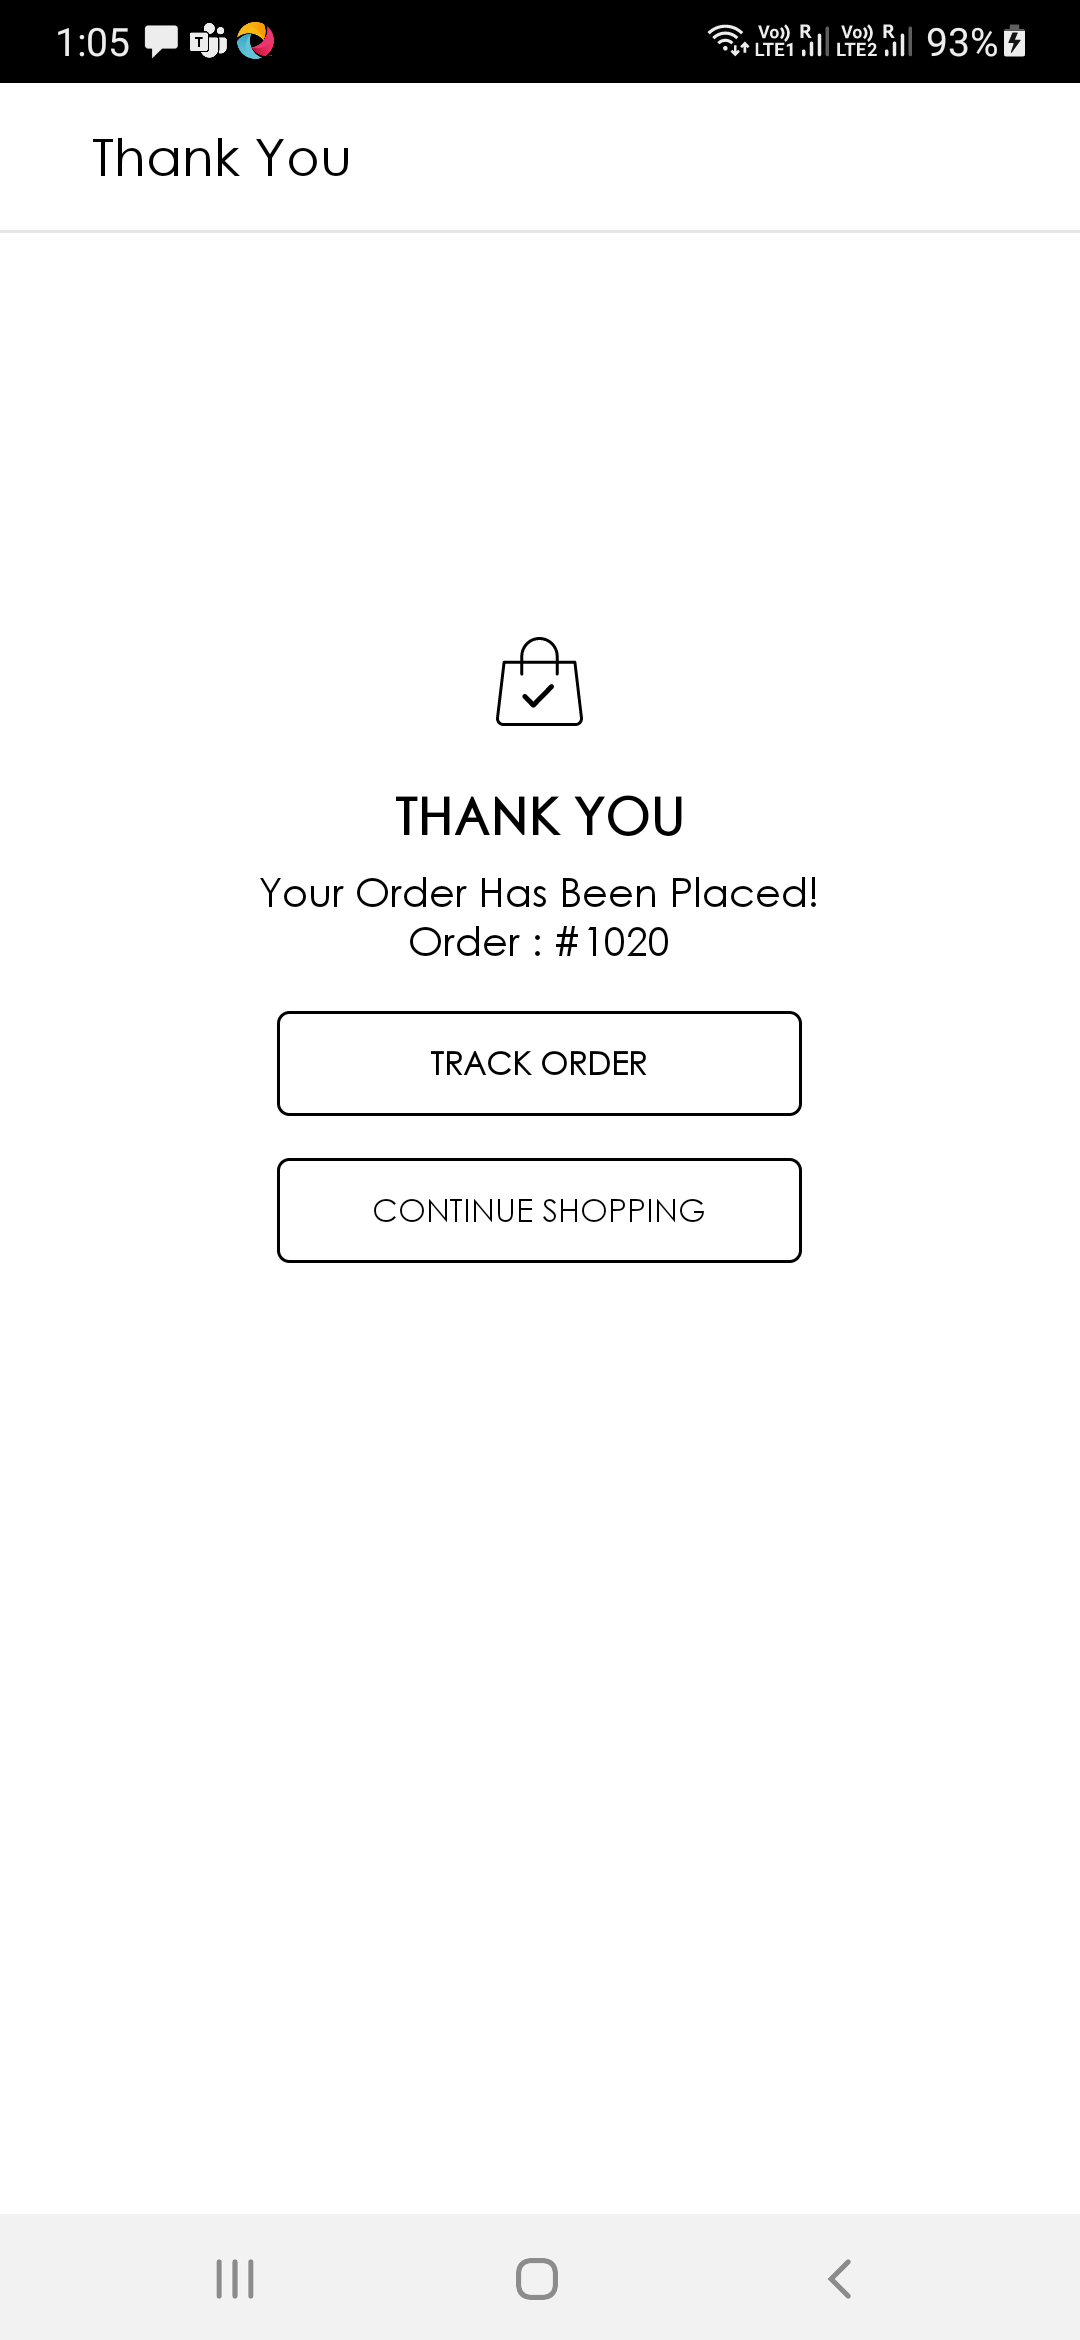 1:05 Vo)) R Vo)) R 93%
LTE1 LTE2
Thank You
THANK YOU
Your Order Has Been Placed!
Order : #1020
TRACK ORDER
CONTINUE SHOPPING